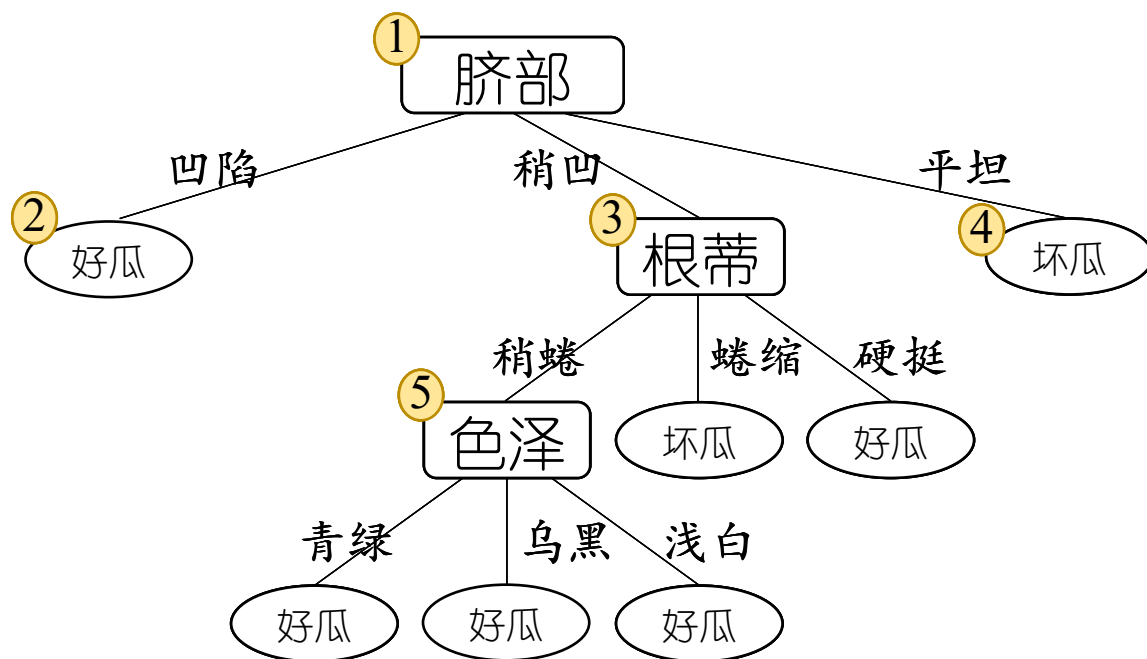 1
脐部
凹陷
稍凹
平坦
2
好瓜
3
根蒂
4
坏瓜
稍蜷
蜷缩
硬挺
5
色泽
坏瓜
好瓜
青绿
乌黑
浅白
好瓜
好瓜
好瓜